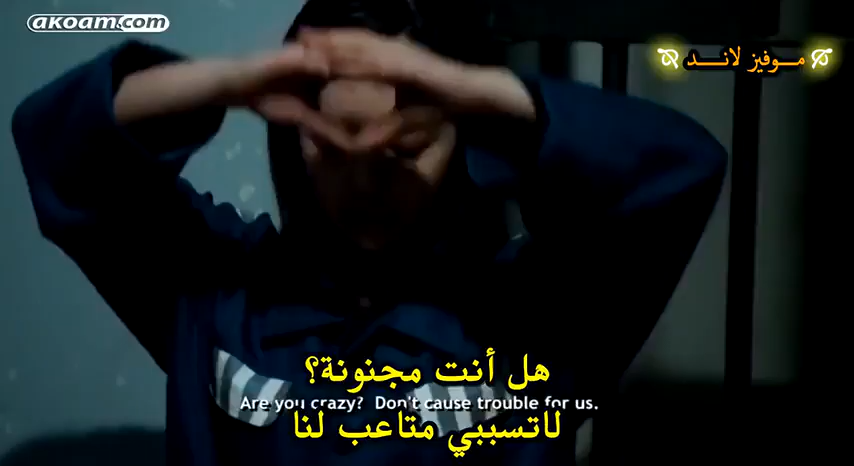 akoam.com
موفيز لاند
هل أنت مجنونة؟
Are you crazy? Don't cause trouble for us.
لاتسببي متاعب لنا